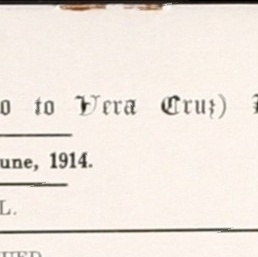 o to Vera Cruz)
une, 1914.
L.